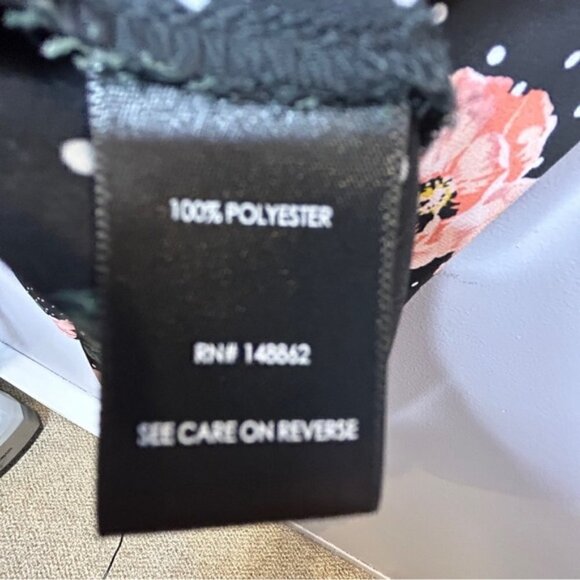 100% POLYESTER
RN# 148862
SEE CARE ON REVERSE